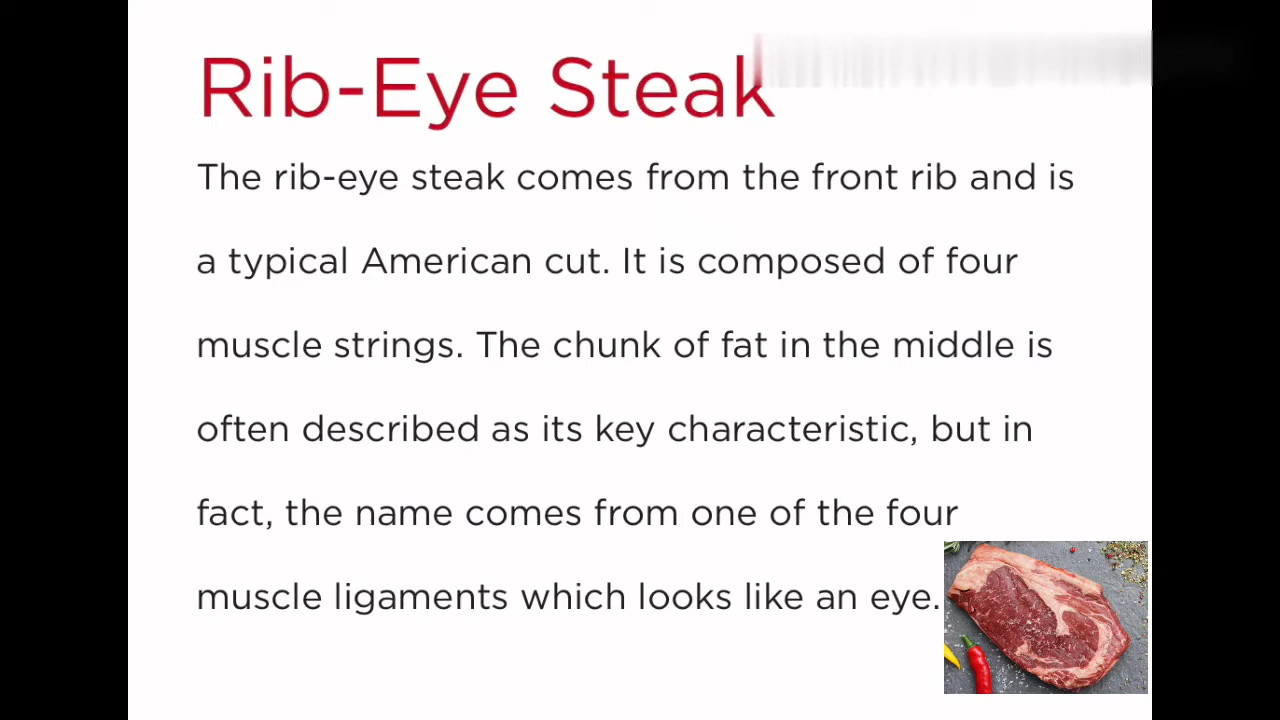 Rib-Eye Steak
The rib-eye steak comes from the front rib and is
a typical American cut. It is composed of four
muscle strings. The chunk of fat in the middle is
often described as its key characteristic, but in
fact, the name comes from one of the four
muscle ligaments which looks like an eye.